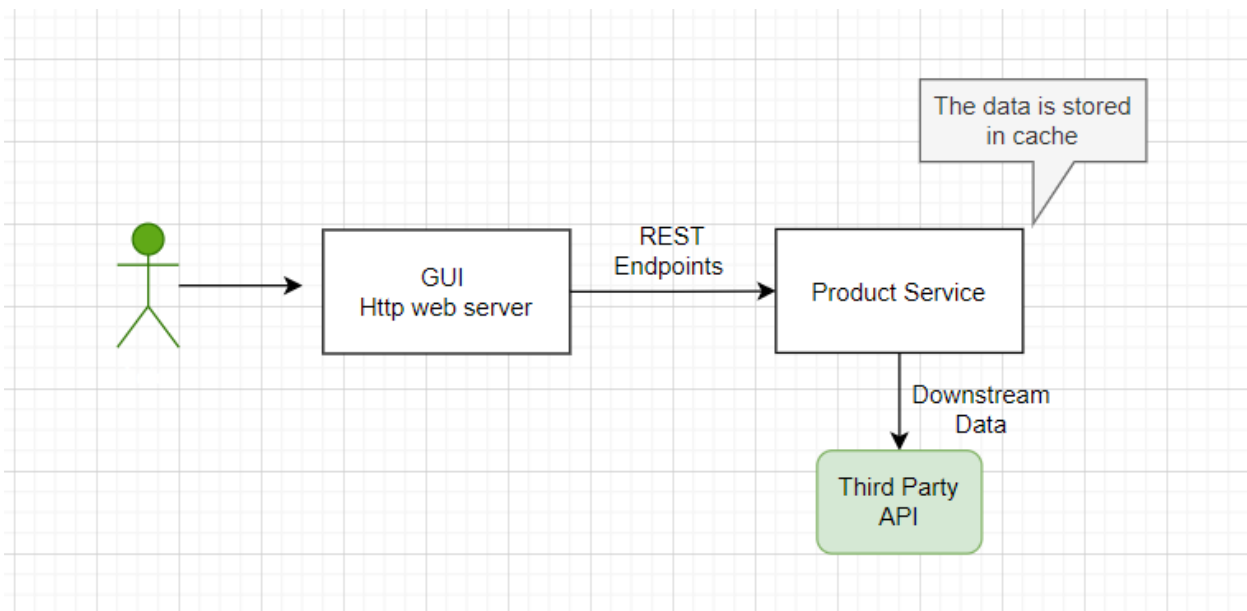 The data is stored
in cache
REST
Endpoints
GUI
Http web server
Product Service
Downstream
Data
Third Party
API